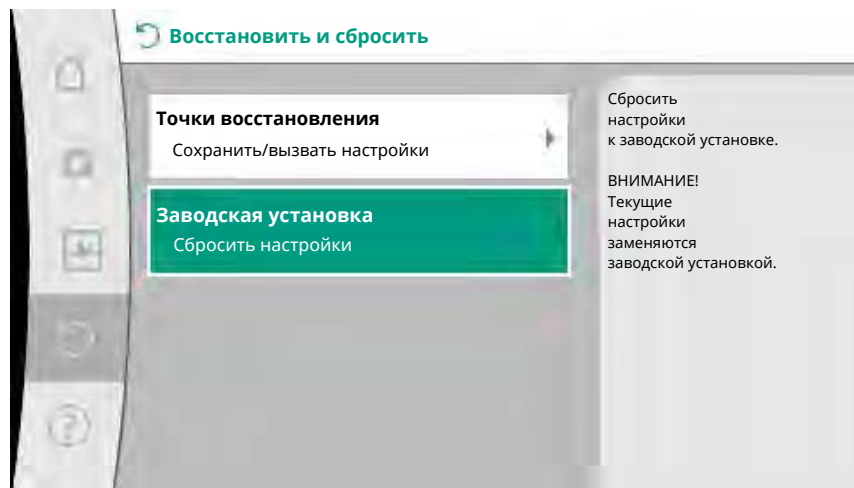 Восстановить и сбросить
Точки восстановления
Сохранить/вызвать настройки
Заводская установка
Сбросить настройки
Сбросить
настройки
к заводской установке.
ВНИМАНИЕ!
Текущие
настройки
заменяются
заводской установкой.